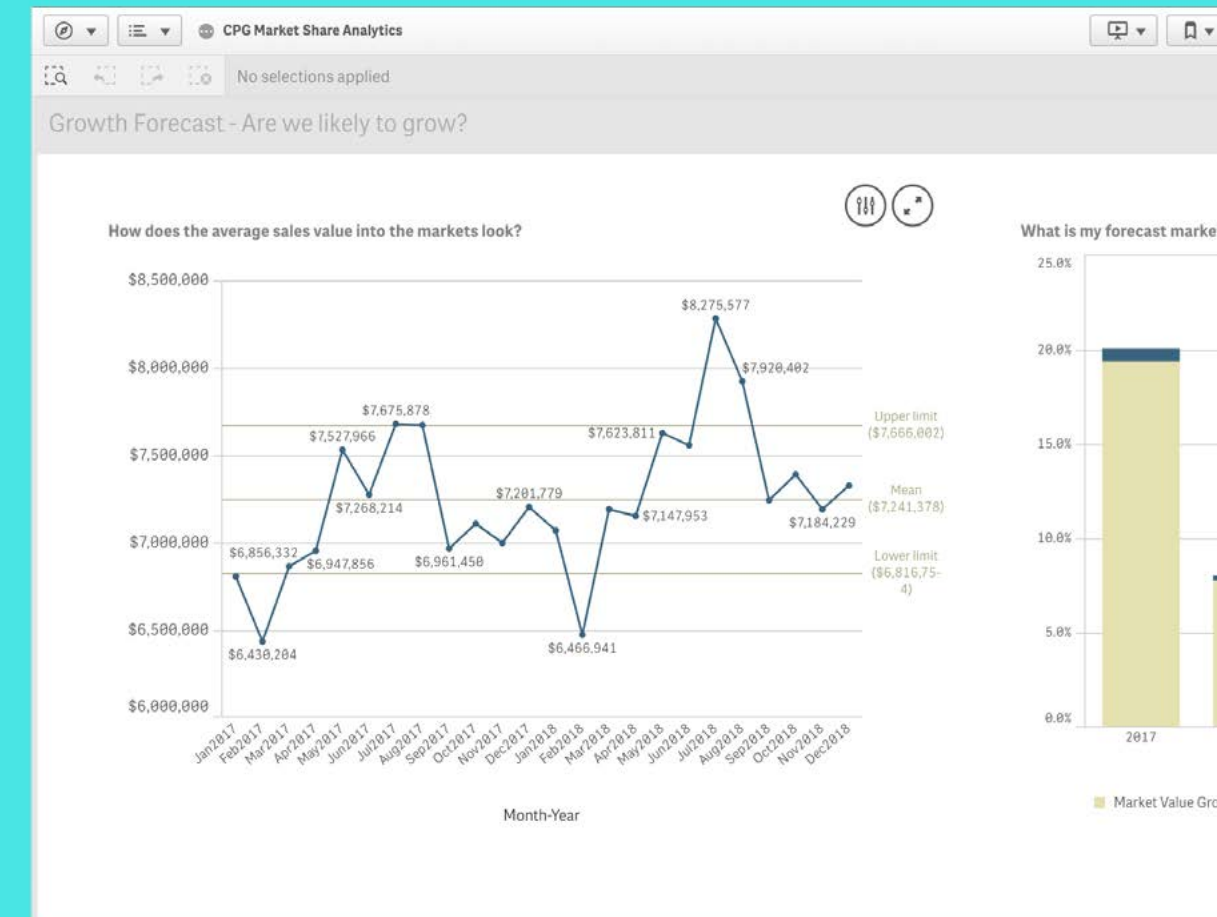 CPG Market Share Analytics
No selections applied
Growth Forecast - Are we likely to grow?
How does the average sales value into the markets look?
$8,500,000
$8,000,000
$7,500,000
$7,000,000
$6,500,000
$6,000,000
$8,275,577
$7,920,402
$7,675,878
$7,527,966
$7,623,811
$7,268,214
$7,201,779
$7,147,953
$7,184,229
$6,856,332
$6,947,856
$6,961,450
$6,430,204
$6,466,941
Upper limit
($7,666,002)
Mean
($7,241,378)
Lower limit
($6,816,75-
4)
Jan2017
Feb2017
Mar2017
Apr2017
May2017
Jun2017
Jul2017
Aug2017
Sep2017
Oct2017
Nov2017
Dec2017
Jan2018
Feb2018
Mar2018
Apr2018
May2018
Jun2018
Jul2018
Aug2018
Sep2018
Oct2018
Nov2018
Dec2018
Month-Year
What is my forecast marke
25.0%
20.0%
15.0%
10.0%
5.0%
0.0%
2017
Market Value Gro